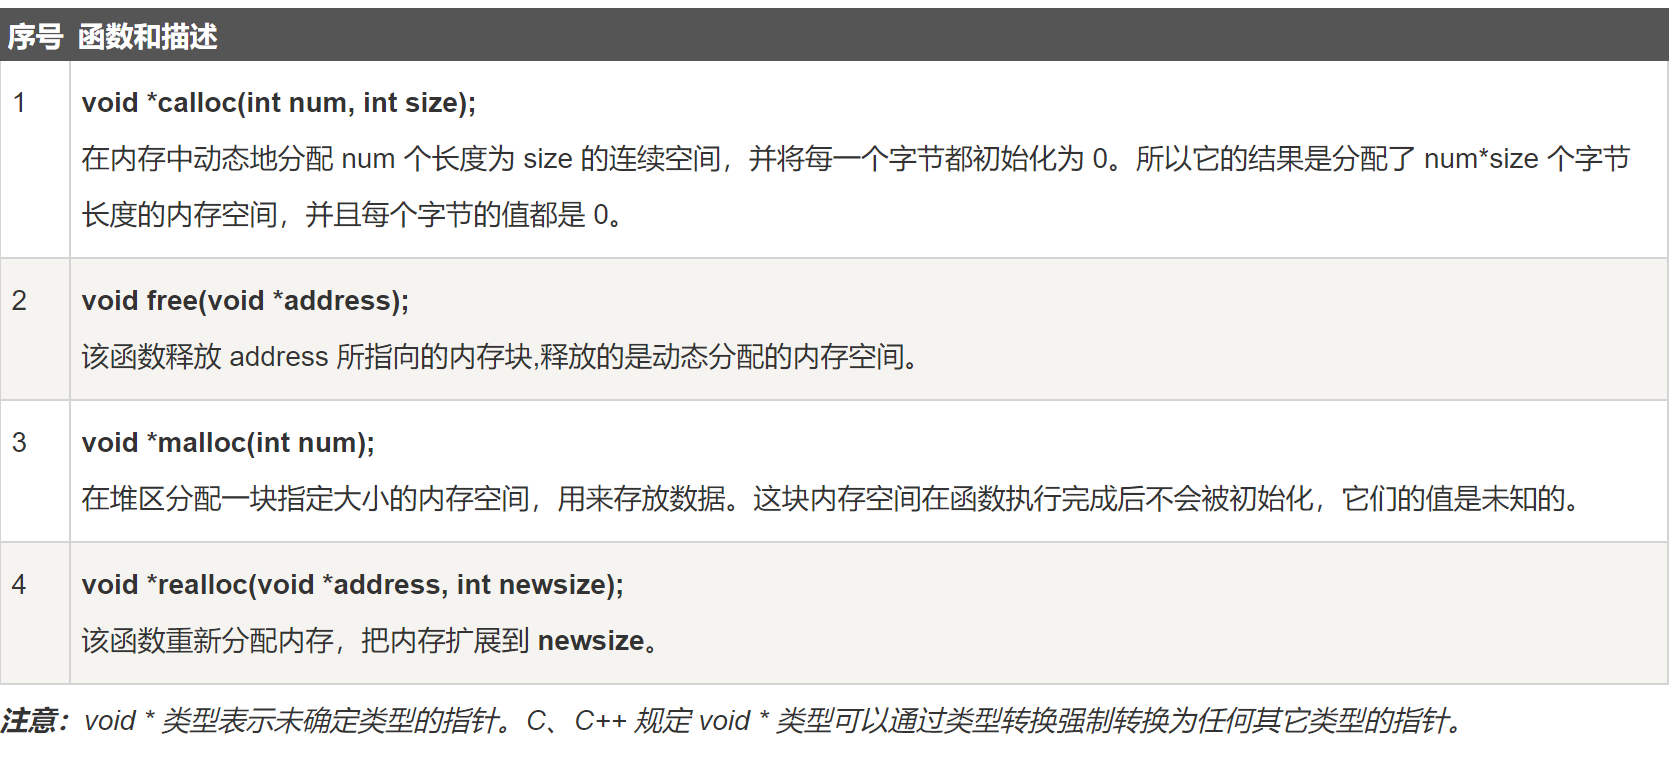 序号 函数和描述
1 void *calloc(int num, int size);
在内存中动态地分配 num 个长度为 size 的连续空间，并将每一个字节都初始化为 0。所以它的结果是分配了 num*size 个字节
长度的内存空间，并且每个字节的值都是 0。
2 void free(void *address);
该函数释放 address 所指向的内存块,释放的是动态分配的内存空间。
3 void *malloc(int num);
在堆区分配一块指定大小的内存空间，用来存放数据。这块内存空间在函数执行完成后不会被初始化，它们的值是未知的。
4 void *realloc(void *address, int newsize);
该函数重新分配内存，把内存扩展到 newsize。
注意：void * 类型表示未确定类型的指针。C、C++ 规定 void * 类型可以通过类型转换强制转换为任何其它类型的指针。